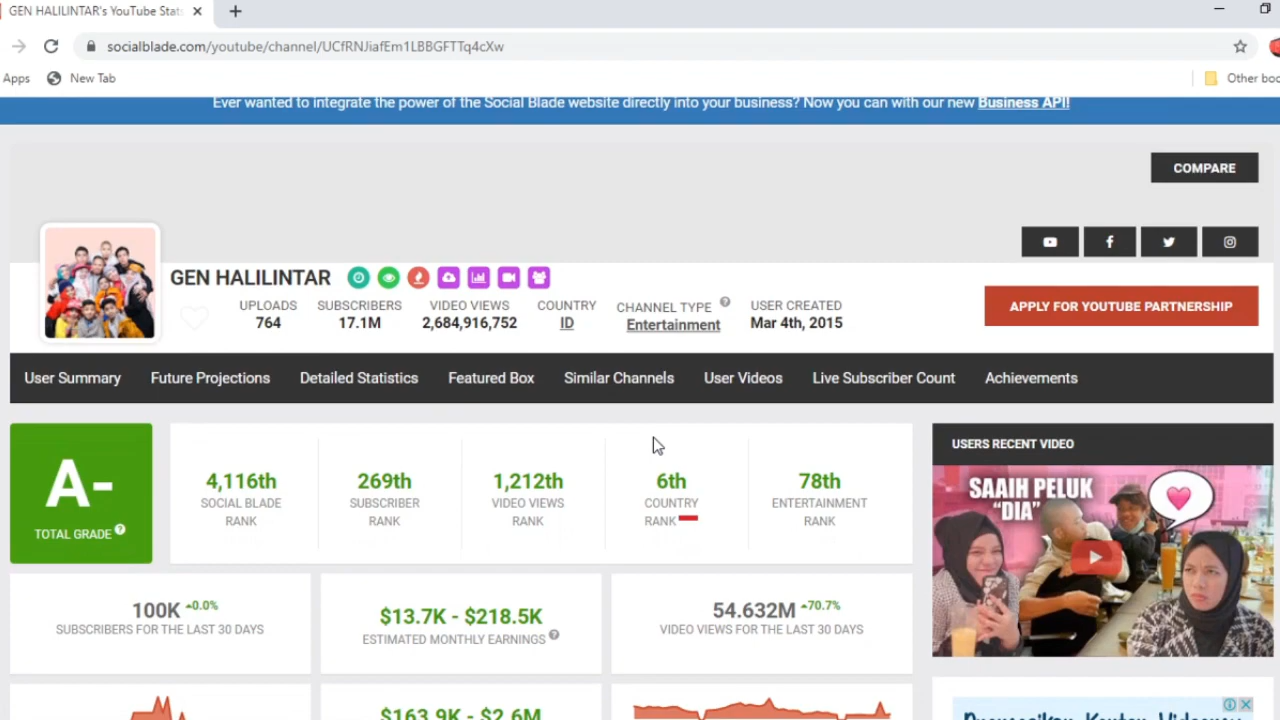 GEN HALILINTAR's YouTube Stats
socialblade.com/youtube/channel/UCfRNJiafEm1LBBGFTTq4cXw
Apps New Tab Other boo
Ever wanted to integrate the power of the Social Blade website directly into your business? Now you can with our new Business API!
COMPARE
GEN HALILINTAR
UPLOADS SUBSCRIBERS VIDEO VIEWS COUNTRY CHANNEL TYPE USER CREATED
764 17.1M 2,684,916,752 ID Entertainment Mar 4th, 2015
APPLY FOR YOUTUBE PARTNERSHIP
User Summary Future Projections Detailed Statistics Featured Box Similar Channels User Videos Live Subscriber Count Achievements
A-
TOTAL GRADE
4,116th 269th 1,212th 6th 78th
SOCIAL BLADE SUBSCRIBER VIDEO VIEWS COUNTRY ENTERTAINMENT
RANK RANK RANK RANK RANK
USERS RECENT VIDEO
SAAIH PELUK
"DIA"
100K 0.0%
SUBSCRIBERS FOR THE LAST 30 DAYS
$13.7K - $218.5K
ESTIMATED MONTHLY EARNINGS
54.632M 70.7%
VIDEO VIEWS FOR THE LAST 30 DAYS
$163.9K - $2.6M